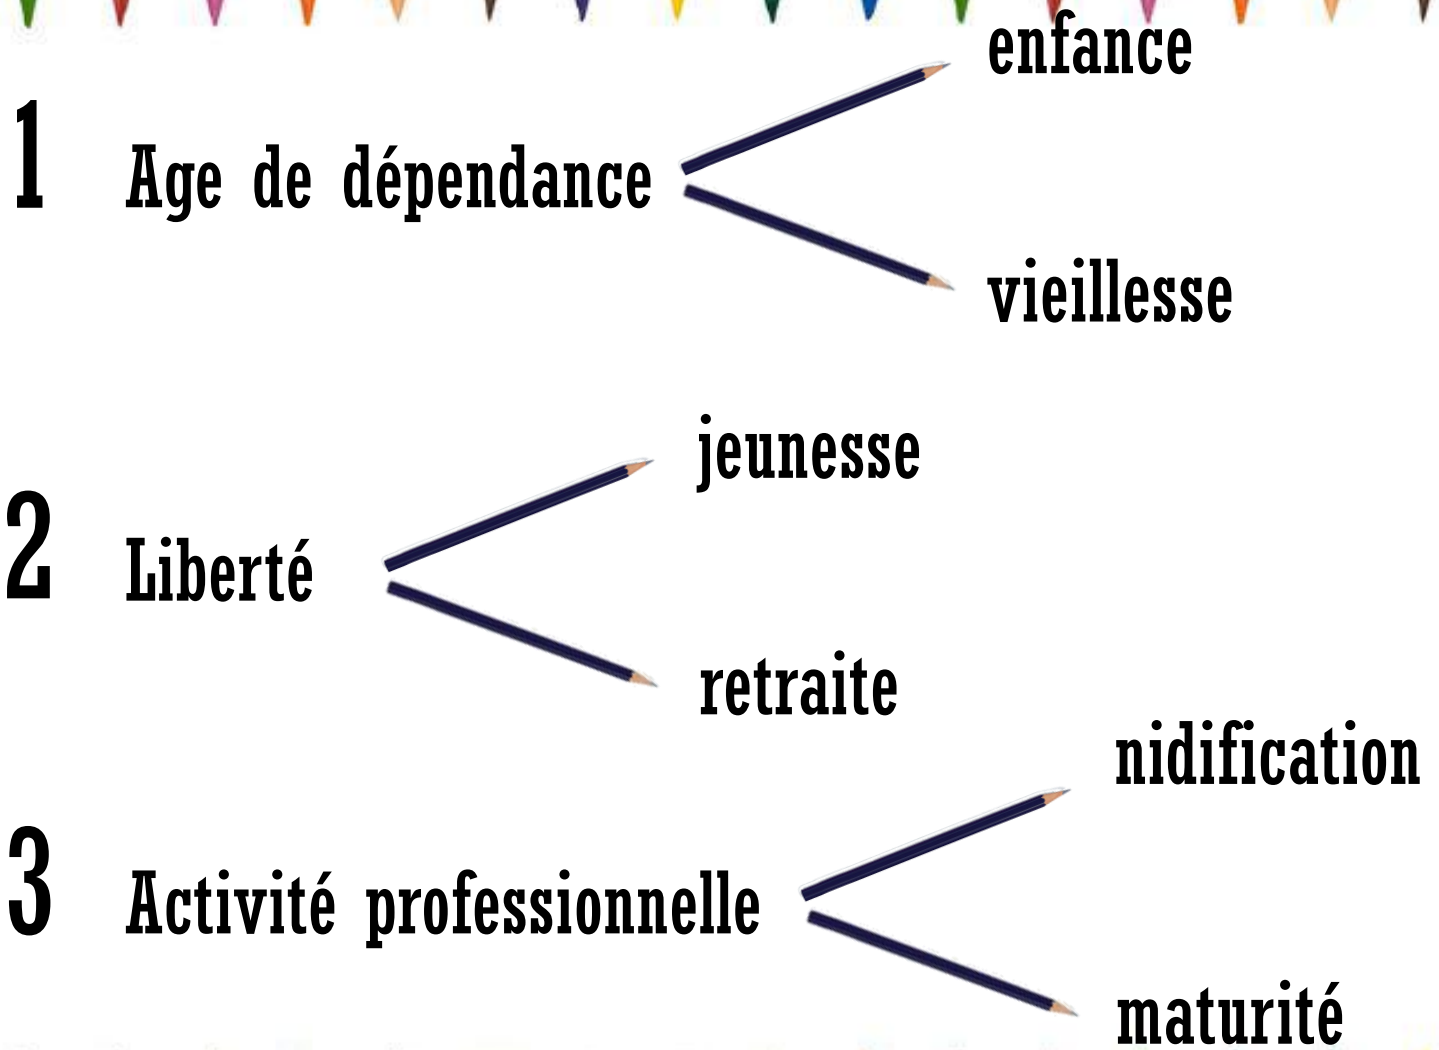 enfance
1 Age de dépendance
vieillesse
jeunesse
2 Liberté
retraite
nidification
3 Activité professionnelle
maturité